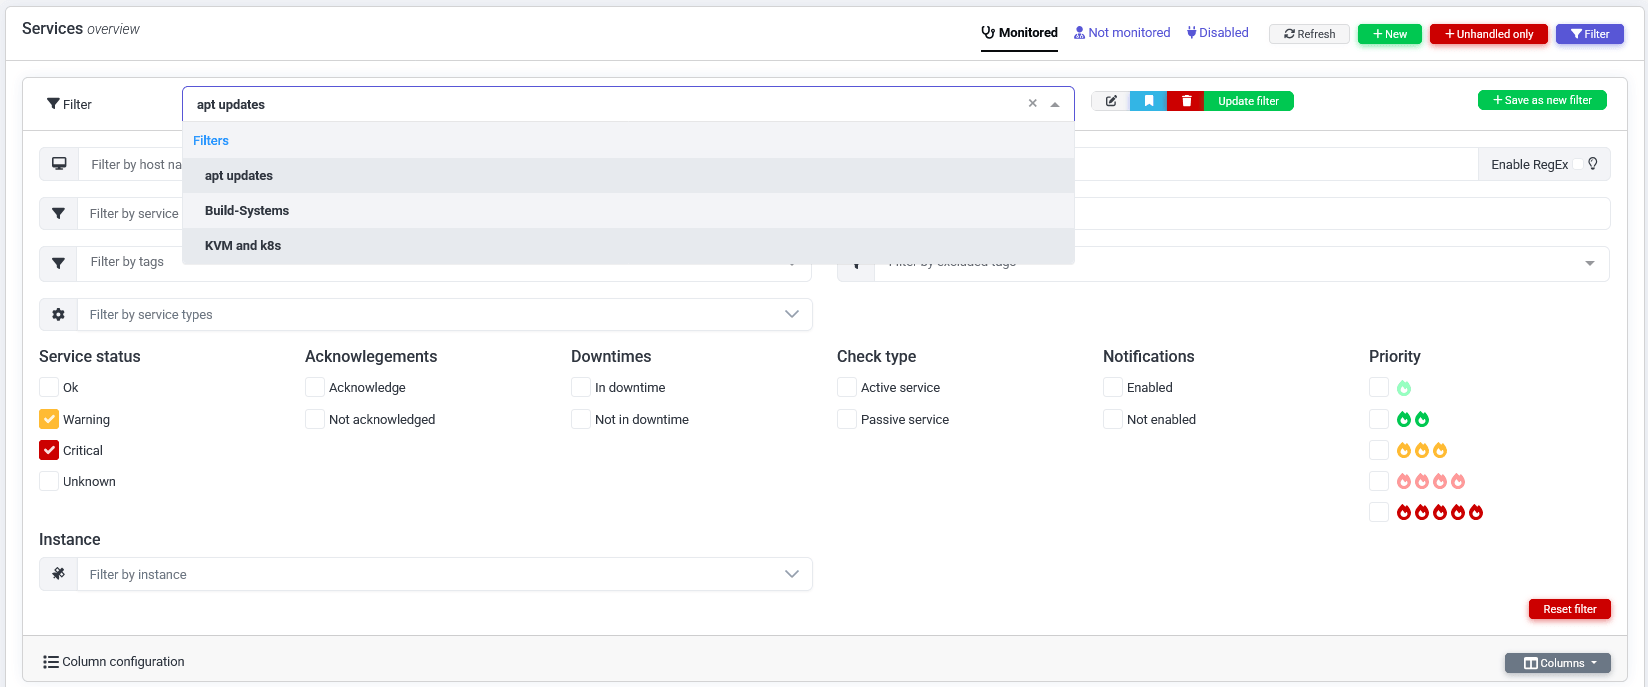 Services overview
Monitored Not monitored Disabled Refresh + New + Unhandled only Filter
Filter apt updates × Update filter + Save as new filter
Filters
Filter by host na Enable RegEx
apt updates
Filter by service
Build-Systems
KVM and k8s
Filter by tags
Filter by excluded tags
Filter by service types
Service status Acknowlegements Downtimes Check type Notifications Priority
Ok Acknowledge In downtime Active service Enabled
Warning Not acknowledged Not in downtime Passive service Not enabled
Critical
Unknown
Instance
Filter by instance
Reset filter
Column configuration Columns